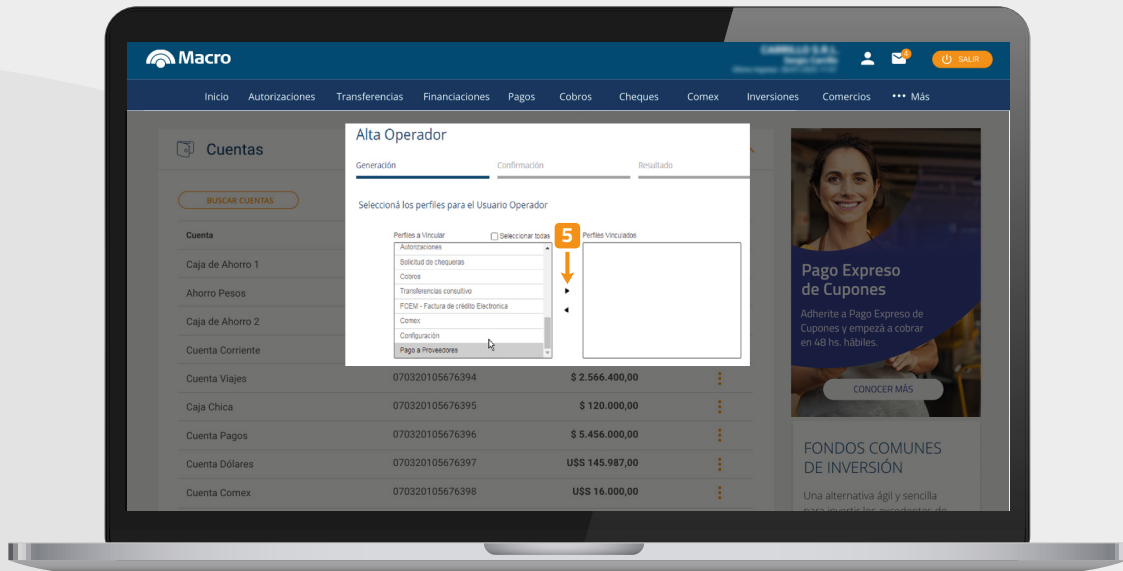 Macro
4
SALIR
Inicio Autorizaciones Transferencias Financiaciones Pagos Cobros Cheques Comex Inversiones Comercios ••• Más
Cuentas
BUSCAR CUENTAS
Cuenta
Caja de Ahorro 1
Ahorro Pesos
Caja de Ahorro 2
Cuenta Corriente
Cuenta Viajes 070320105676394 $ 2.566.400,00
Caja Chica 070320105676395 $ 120.000,00
Cuenta Pagos 070320105676396 $ 5.456.000,00
Cuenta Dólares 070320105676397 U$S 145.987,00
Cuenta Comex 070320105676398 U$S 16.000,00
Alta Operador
Generación Confirmación Resultado
Seleccioná los perfiles para el Usuario Operador
Perfiles a Vincular Seleccionar todas 5 Perfiles Vinculados
Autorizaciones
Solicitud de chequeras
Cobros
Transferencias consultivo
FCEM - Factura de crédito Electronica
Comex
Configuración
Pago a Proveedores
Pago Expreso
de Cupones
Adherite a Pago Expreso de
Cupones y empezá a cobrar
en 48 hs. hábiles.
CONOCER MÁS
FONDOS COMUNES
DE INVERSIÓN
Una alternativa ágil y sencilla
para invertir los excedentes de